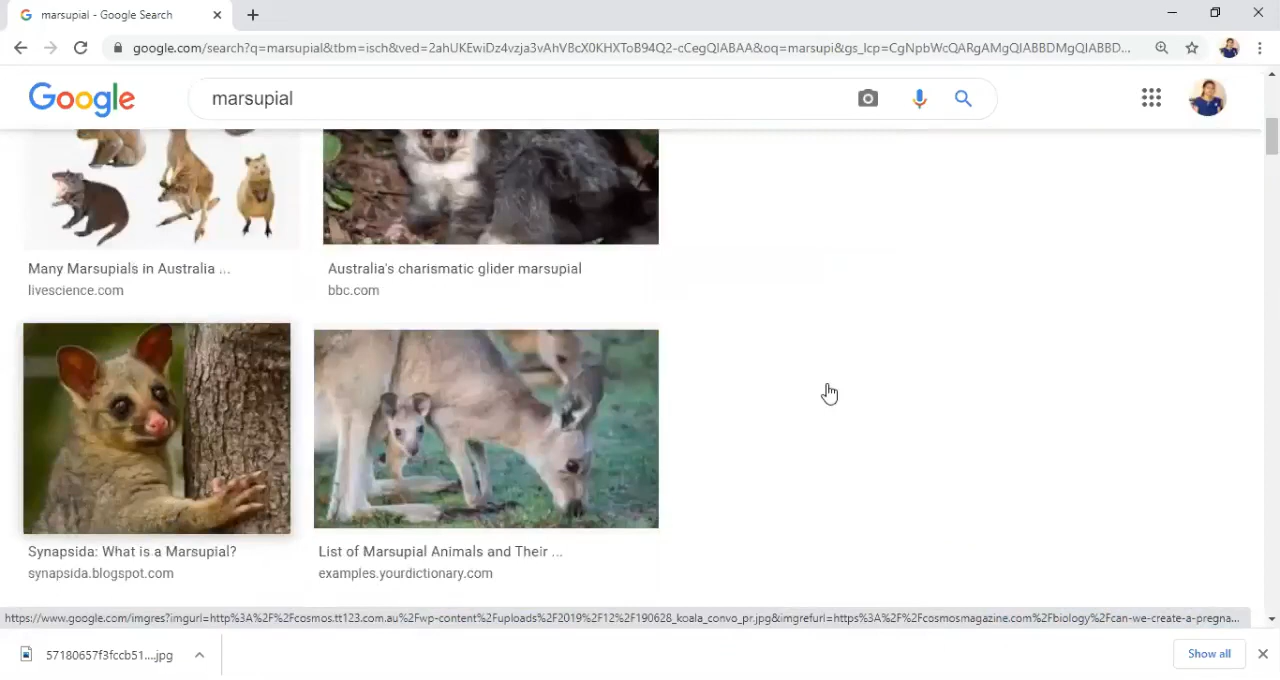 marsupial - Google Search
google.com/search?q=marsupial&tbm=isch&ved=2ahUKEwiDz4vzja3vAhVBcX0KHXToB94Q2-cCegQIABAA&oq=marsupi&gs_lcp=CgNpbWcQARgAMgQIABBDMgQIABBD...
Google
marsupial
Many Marsupials in Australia ...
livescience.com
Australia's charismatic glider marsupial
bbc.com
Synapsida: What is a Marsupial?
synapsida.blogspot.com
List of Marsupial Animals and Their ...
examples.yourdictionary.com
https://www.google.com/imgres?imgurl=http%3A%2F%2Fcosmos.tt123.com.au%2Fwp-content%2Fuploads%2F2019%2F12%2F190628_koala_convo_pr.jpg&imgrefurl=https%3A%2F%2Fcosmosmagazine.com%2Fbiology%2Fcan-we-create-a-pregna...
57180657f3fccb51....jpg
Show all